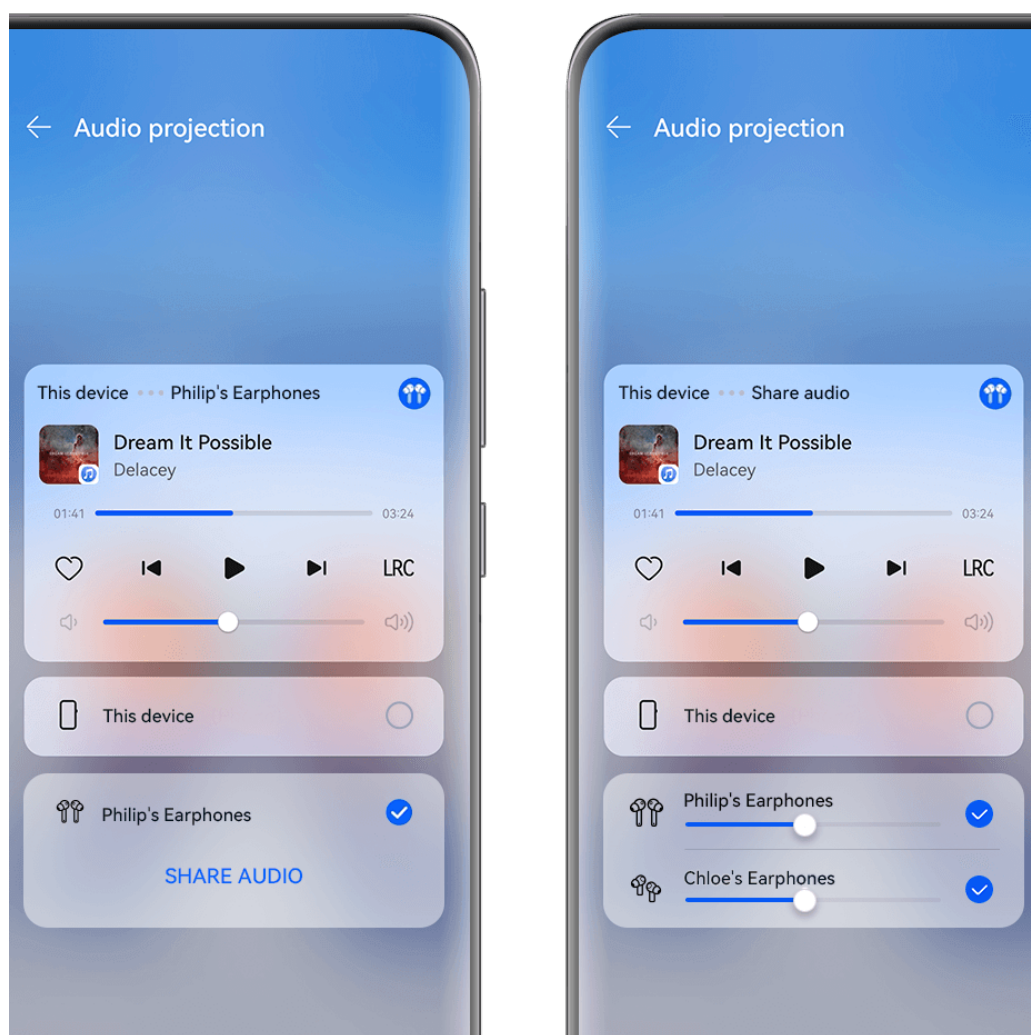 Audio projection
This device Philip's Earphones
Dream It Possible
Delacey
01:41 03:24
LRC
This device
Philip's Earphones
SHARE AUDIO
Audio projection
This device Share audio
Dream It Possible
Delacey
01:41 03:24
LRC
This device
Philip's Earphones
Chloe's Earphones